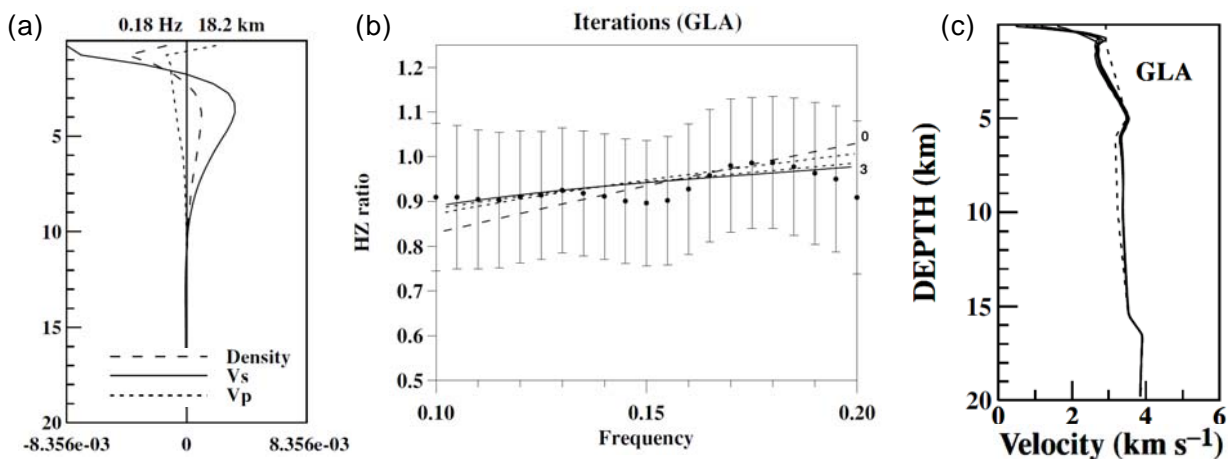 (a)
0.18 Hz 18.2 km
5
10
15
20
Density
Vs
Vp
-8.356e-03 0 8.356e-03
(b)
Iterations (GLA)
HZ ratio
1.2
1.1
1.0
0.9
0.8
0.7
0.6
0.5
0
3
0.10 0.15 0.20
Frequency
(c)
GLA
DEPTH (km)
0
5
10
15
20
0 2 4 6
Velocity (km s−1)